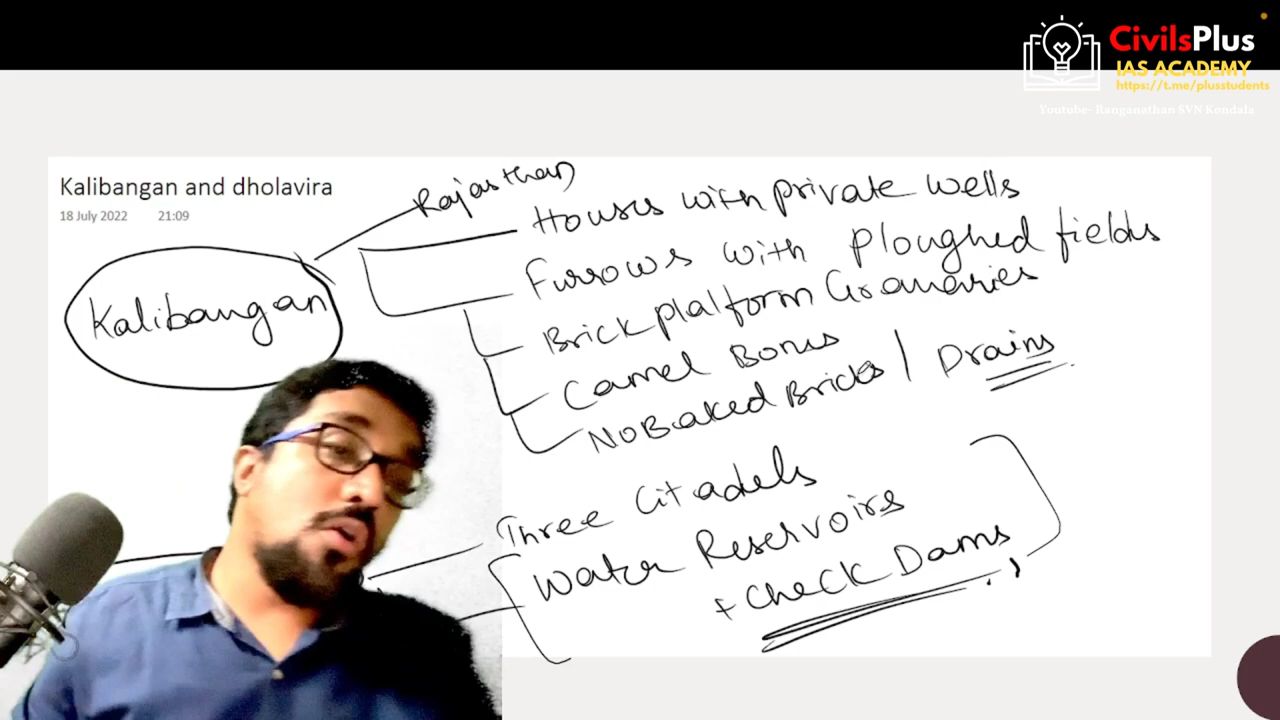 CivilsPlus
IAS ACADEMY
https://t.me/plusstudents
Youtube- Ranganathan SVN Kondala
Kalibangan and dholavira
18 July 2022 21:09
Rajasthan
Kalibangan
Houses with private wells
Furrows with Ploughed fields
Brick platform Granaries
Camel Bones
No Baked Bricks / Drains
Three Citadels
Water Reservoirs
+ Check Dams